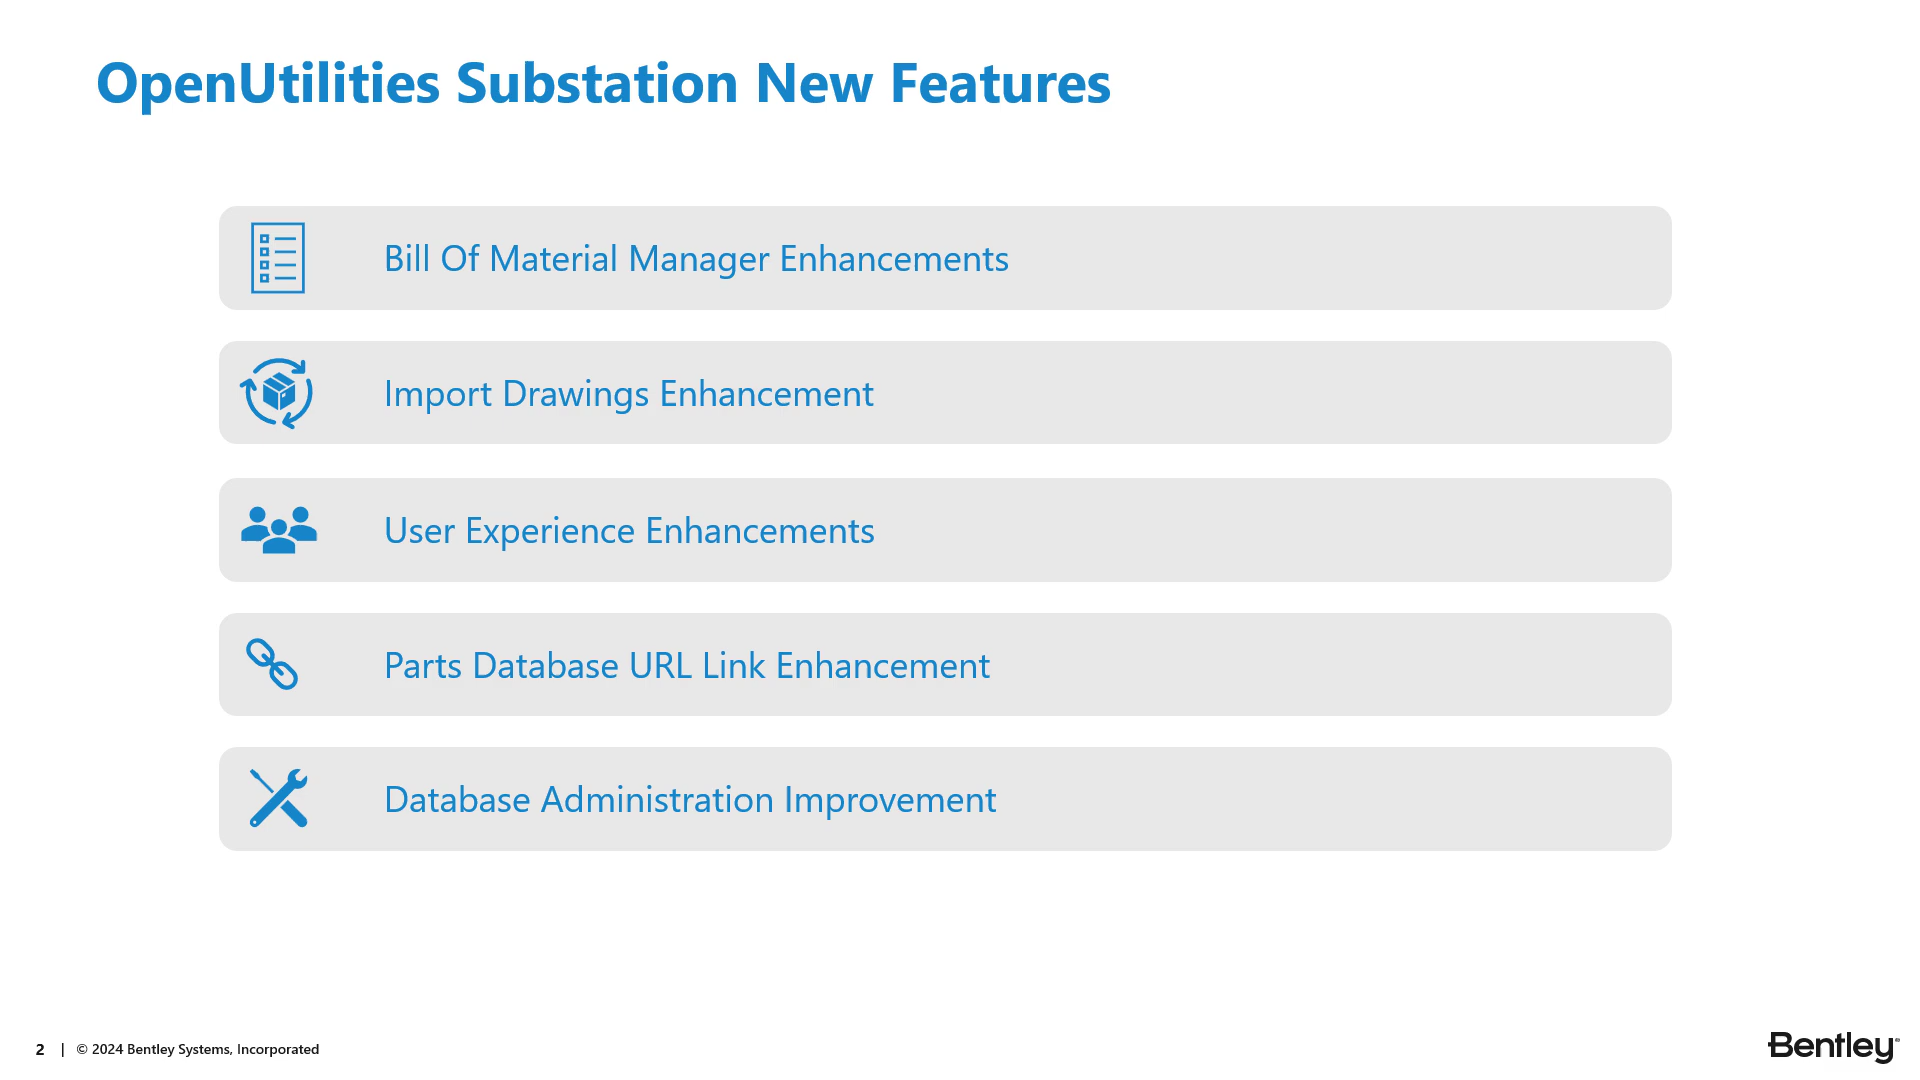 OpenUtilities Substation New Features
Bill Of Material Manager Enhancements
Import Drawings Enhancement
User Experience Enhancements
Parts Database URL Link Enhancement
Database Administration Improvement
2 | © 2024 Bentley Systems, Incorporated
Bentley